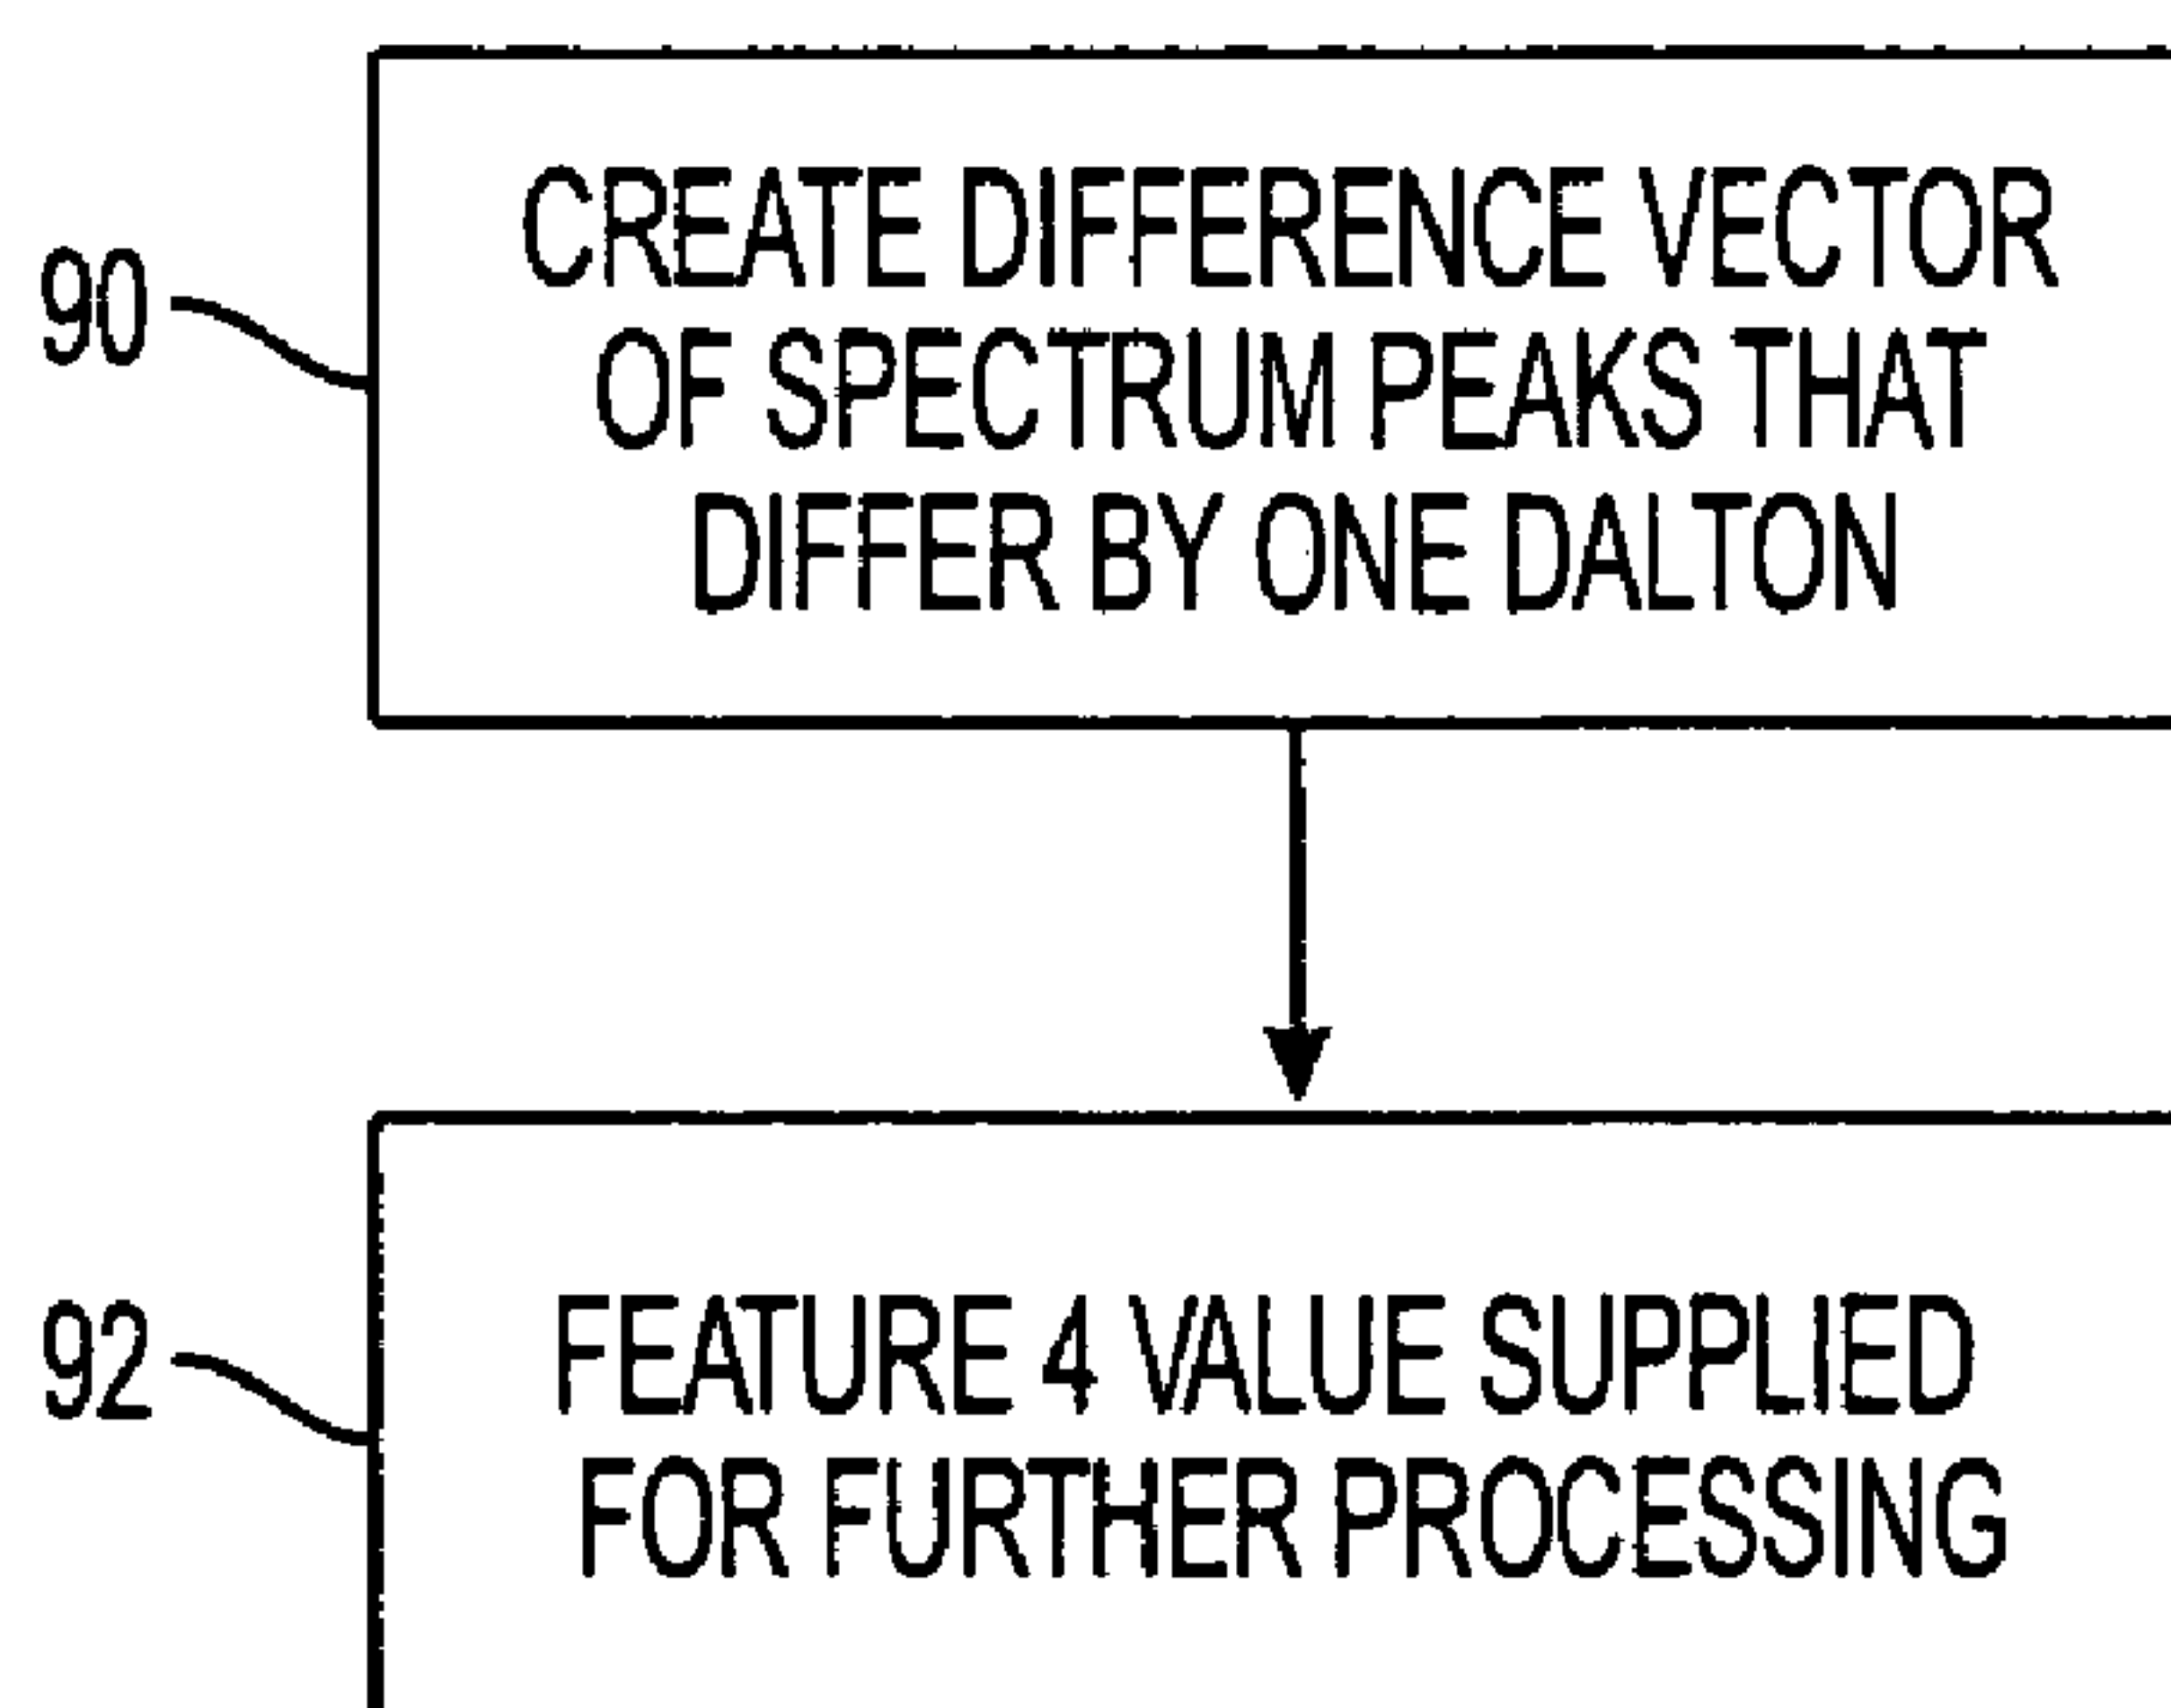 90
CREATE DIFFERENCE VECTOR
OF SPECTRUM PEAKS THAT
DIFFER BY ONE DALTON
92
FEATURE 4 VALUE SUPPLIED
FOR FURTHER PROCESSING